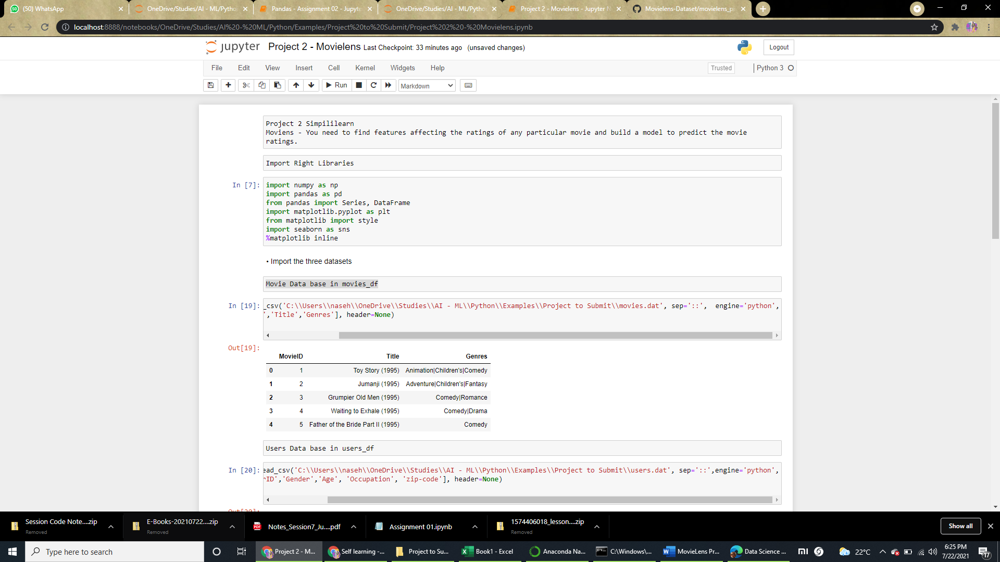 (50) WhatsApp
OneDrive/Studies/AI - ML/Pytho
Pandas - Assignment 02 - Jupyte
OneDrive/Studies/AI - ML/Python
Project 2 - Movielens - Jupyter N
Movielens-Dataset/movielens_p
localhost:8888/notebooks/OneDrive/Studies/AI%20-%20ML/Python/Examples/Project%20to%20Submit/Project%202%20-%20Movielens.ipynb
jupyter Project 2 - Movielens Last Checkpoint: 33 minutes ago (unsaved changes)
Logout
File Edit View Insert Cell Kernel Widgets Help
Trusted
Python 3
Run
Markdown
Project 2 Simpililearn
Moviens - You need to find features affecting the ratings of any particular movie and build a model to predict the movie
ratings.
Import Right Libraries
In [7]:
import numpy as np
import pandas as pd
from pandas import Series, DataFrame
import matplotlib.pyplot as plt
from matplotlib import style
import seaborn as sns
%matplotlib inline
• Import the three datasets
Movie Data base in movies_df
In [19]:
_csv('C:\\Users\\naseh\\OneDrive\\Studies\\AI - ML\\Python\\Examples\\Project to Submit\\movies.dat', sep='::',  engine='python',
','Title','Genres'], header=None)
Out[19]:
MovieID Title Genres
0 1 Toy Story (1995) Animation|Children's|Comedy
1 2 Jumanji (1995) Adventure|Children's|Fantasy
2 3 Grumpier Old Men (1995) Comedy|Romance
3 4 Waiting to Exhale (1995) Comedy|Drama
4 5 Father of the Bride Part II (1995) Comedy
Users Data base in users_df
In [20]:
ead_csv('C:\\Users\\naseh\\OneDrive\\Studies\\AI - ML\\Python\\Examples\\Project to Submit\\users.dat', sep='::',engine='python',
rID','Gender','Age', 'Occupation', 'zip-code'], header=None)
Out[20]:
Session Code Note....zip
Removed
E-Books-20210722....zip
Removed
PDF
Notes_Session7_Ju....pdf
Assignment 01.ipynb
1574406018_lesson....zip
Removed
Show all
Type here to search
Project 2 - M...
Self learning -...
Project to Su...
Book1 - Excel
Anaconda Na...
C:\Windows\...
MovieLens Pr...
Data Science ...
22°C
6:25 PM
7/22/2021
17